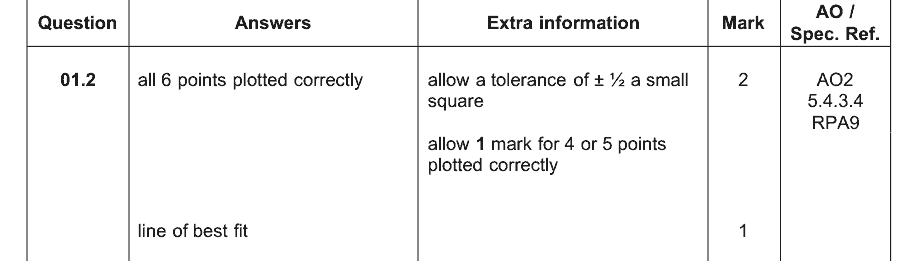 Question Answers Extra information Mark AO / Spec. Ref.
01.2 all 6 points plotted correctly allow a tolerance of ± ½ a small square 2 AO2 5.4.3.4 RPA9
allow 1 mark for 4 or 5 points plotted correctly
line of best fit 1